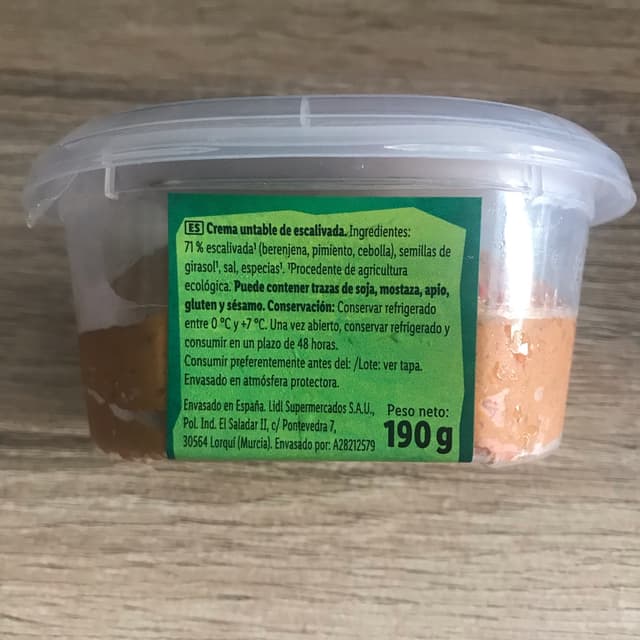 ES Crema untable de escalivada. Ingredientes:
71 % escalivada¹ (berenjena, pimiento, cebolla), semillas de
girasol¹, sal, especias¹. ¹Procedente de agricultura
ecológica. Puede contener trazas de soja, mostaza, apio,
gluten y sésamo. Conservación: Conservar refrigerado
entre 0 °C y +7 °C. Una vez abierto, conservar refrigerado y
consumir en un plazo de 48 horas.
Consumir preferentemente antes del: /Lote: ver tapa.
Envasado en atmósfera protectora.
Envasado en España. Lidl Supermercados S.A.U.,
Pol. Ind. El Saladar II, c/ Pontevedra 7,
30564 Lorquí (Murcia). Envasado por: A28212579
Peso neto:
190 g